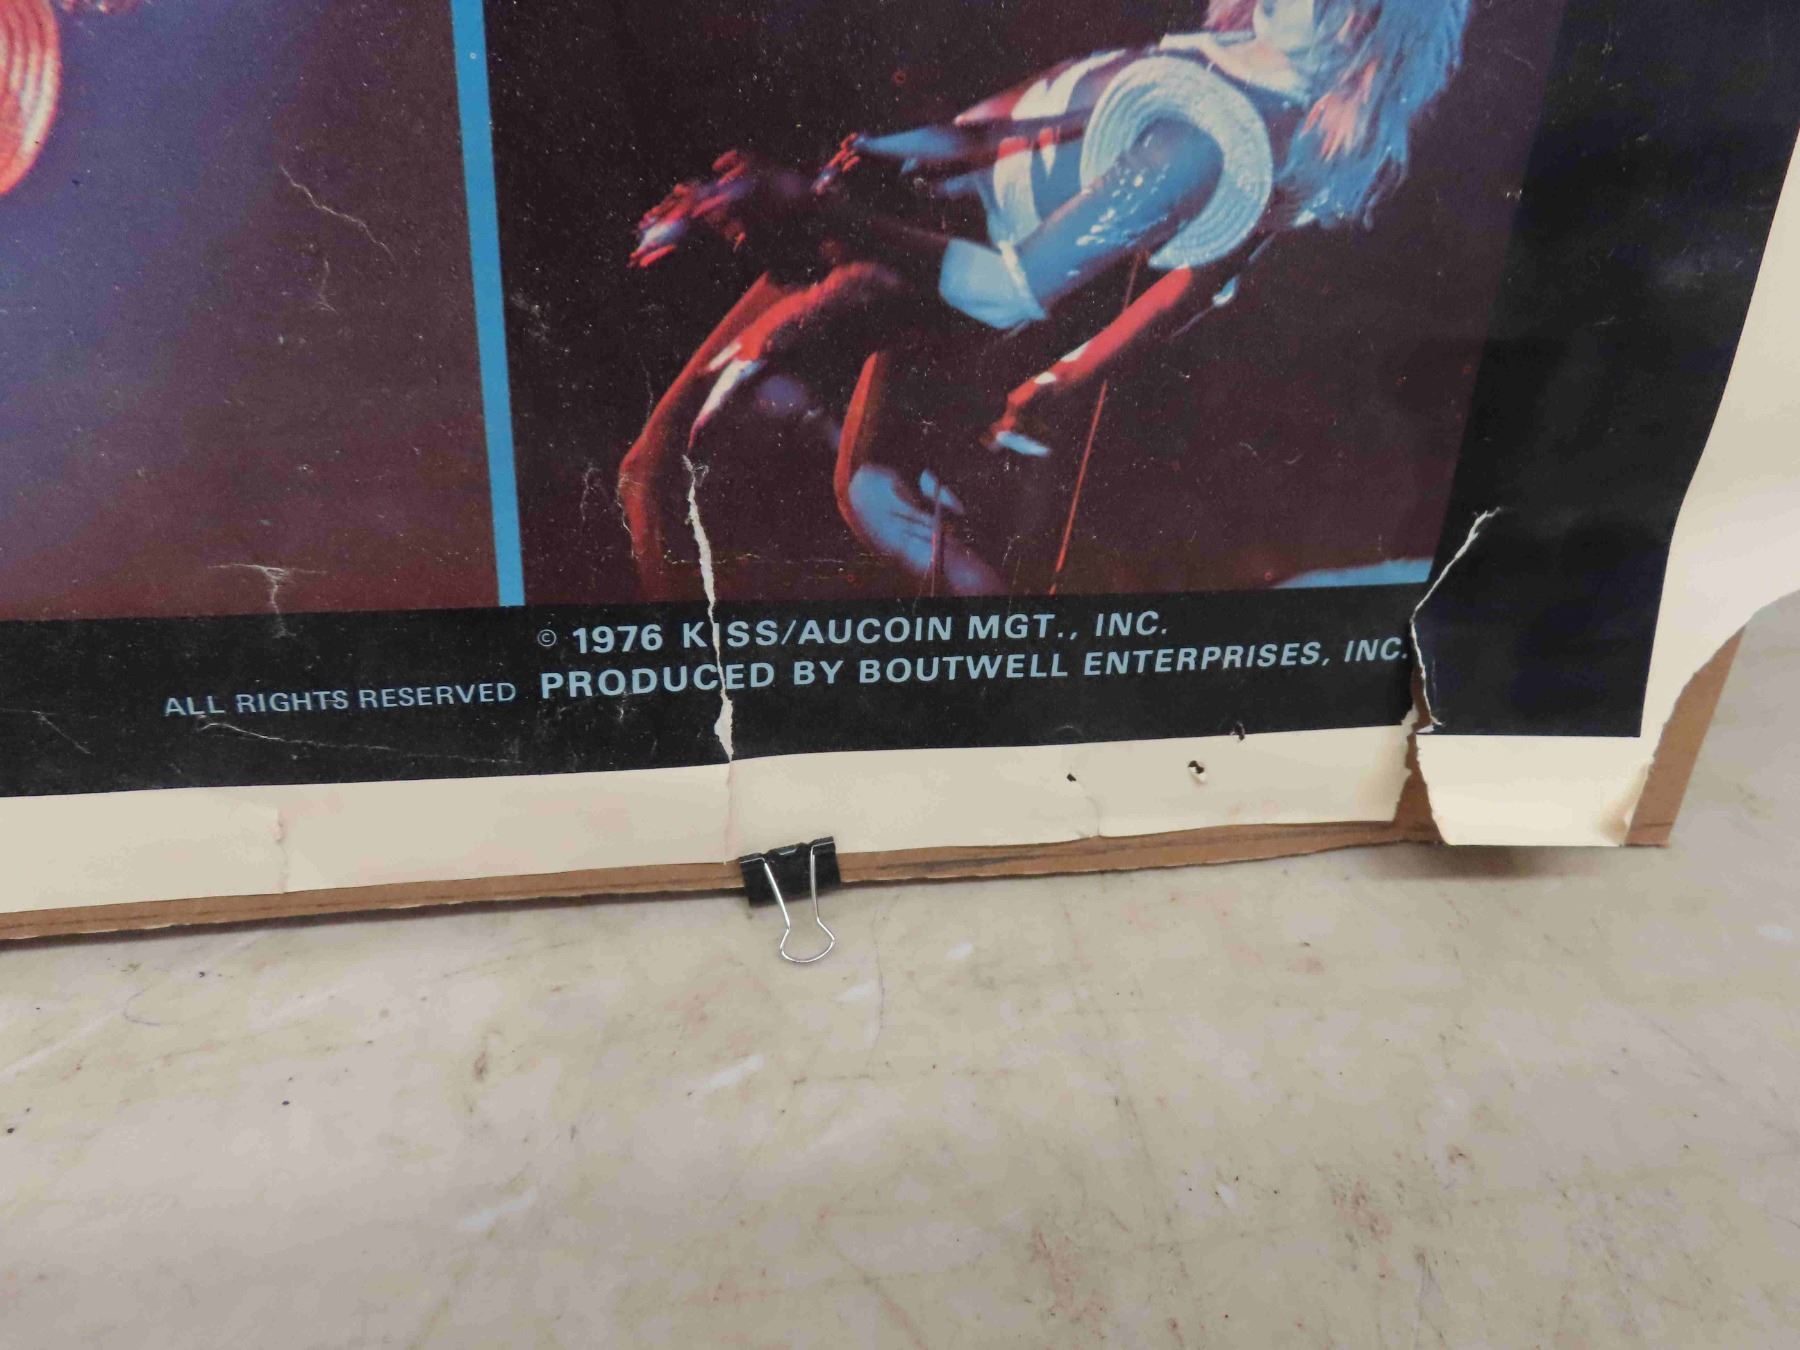 © 1976 KISS/AUCOIN MGT., INC.
ALL RIGHTS RESERVED PRODUCED BY BOUTWELL ENTERPRISES, INC.